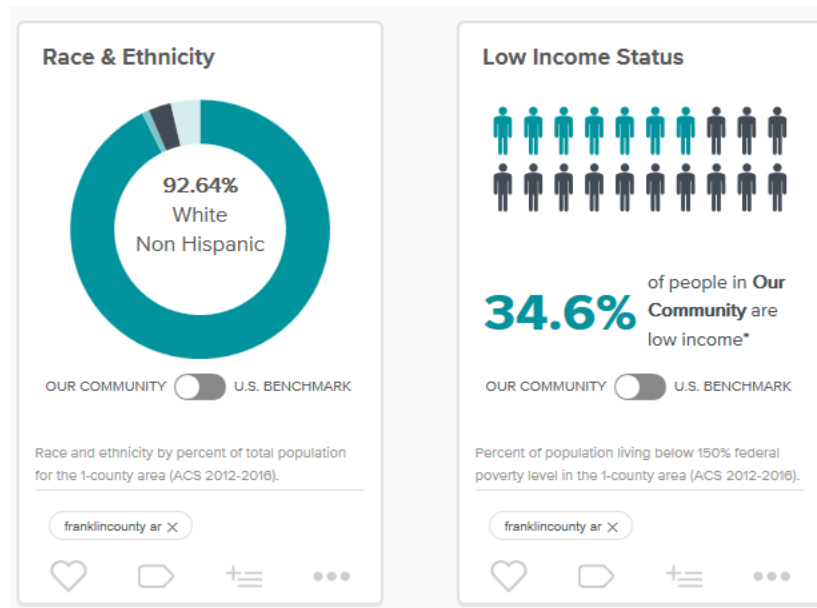 Race & Ethnicity
92.64%
White
Non Hispanic
OUR COMMUNITY
U.S. BENCHMARK
Race and ethnicity by percent of total population
for the 1-county area (ACS 2012-2016).
franklincounty ar ×
Low Income Status
34.6%
of people in Our
Community are
low income*
OUR COMMUNITY
U.S. BENCHMARK
Percent of population living below 150% federal
poverty level in the 1-county area (ACS 2012-2016).
franklincounty ar ×